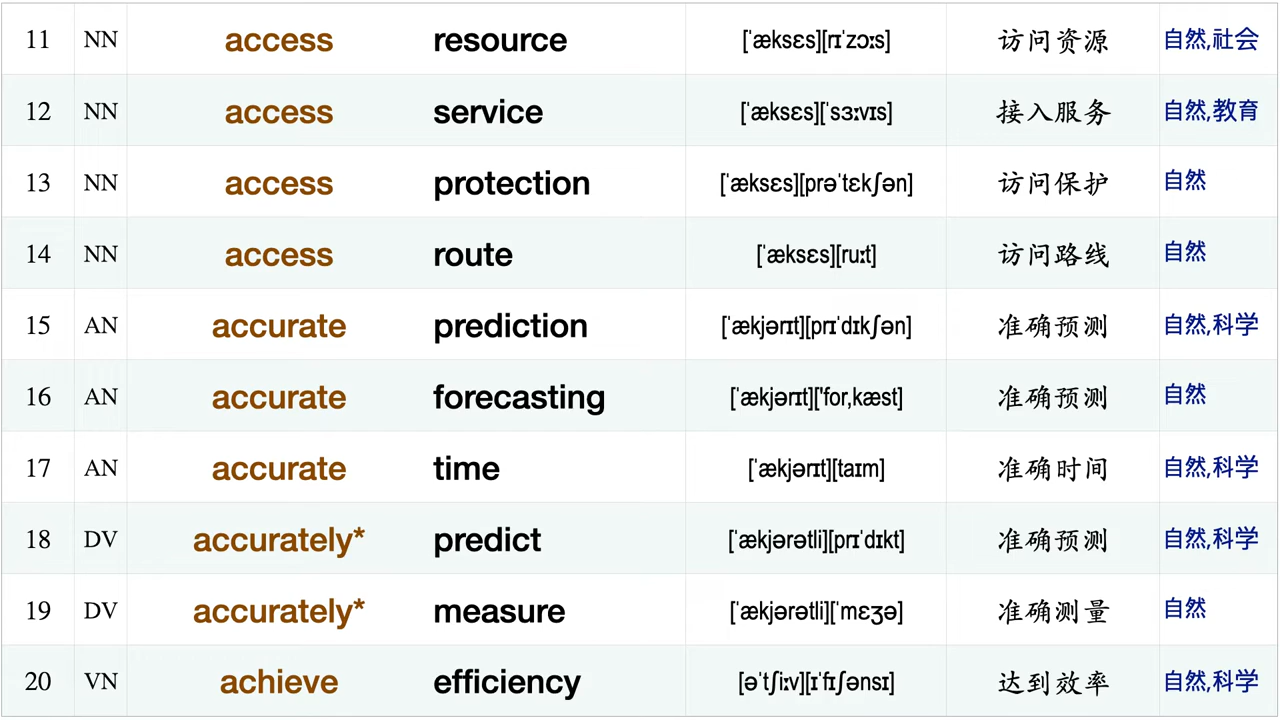 11 NN access resource [ˈæksɛs][rɪˈzɔːs] 访问资源 自然,社会
12 NN access service [ˈæksɛs][ˈsɜːvɪs] 接入服务 自然,教育
13 NN access protection [ˈæksɛs][prəˈtɛkʃən] 访问保护 自然
14 NN access route [ˈæksɛs][ruːt] 访问路线 自然
15 AN accurate prediction [ˈækjərɪt][prɪˈdɪkʃən] 准确预测 自然,科学
16 AN accurate forecasting [ˈækjərɪt]['for,kæst] 准确预测 自然
17 AN accurate time [ˈækjərɪt][taɪm] 准确时间 自然,科学
18 DV accurately* predict [ˈækjərətli][prɪˈdɪkt] 准确预测 自然,科学
19 DV accurately* measure [ˈækjərətli][ˈmɛʒə] 准确测量 自然
20 VN achieve efficiency [əˈtʃiːv][ɪˈfɪʃənsɪ] 达到效率 自然,科学